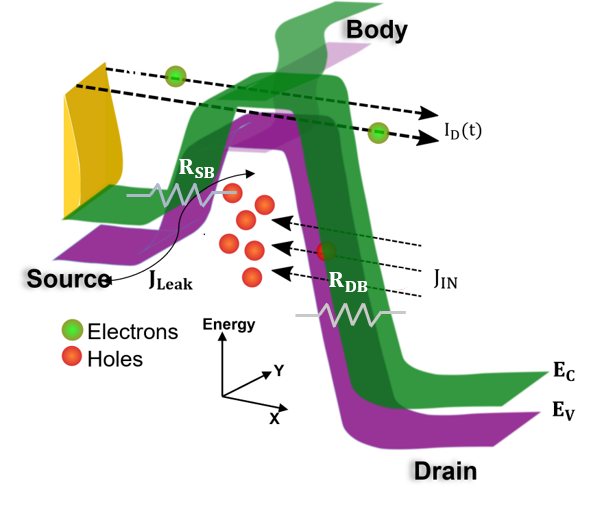 Body
I_D(t)
R_SB
Source
J_Leak
J_IN
R_DB
Electrons
Holes
Energy
Y
X
E_C
E_V
Drain